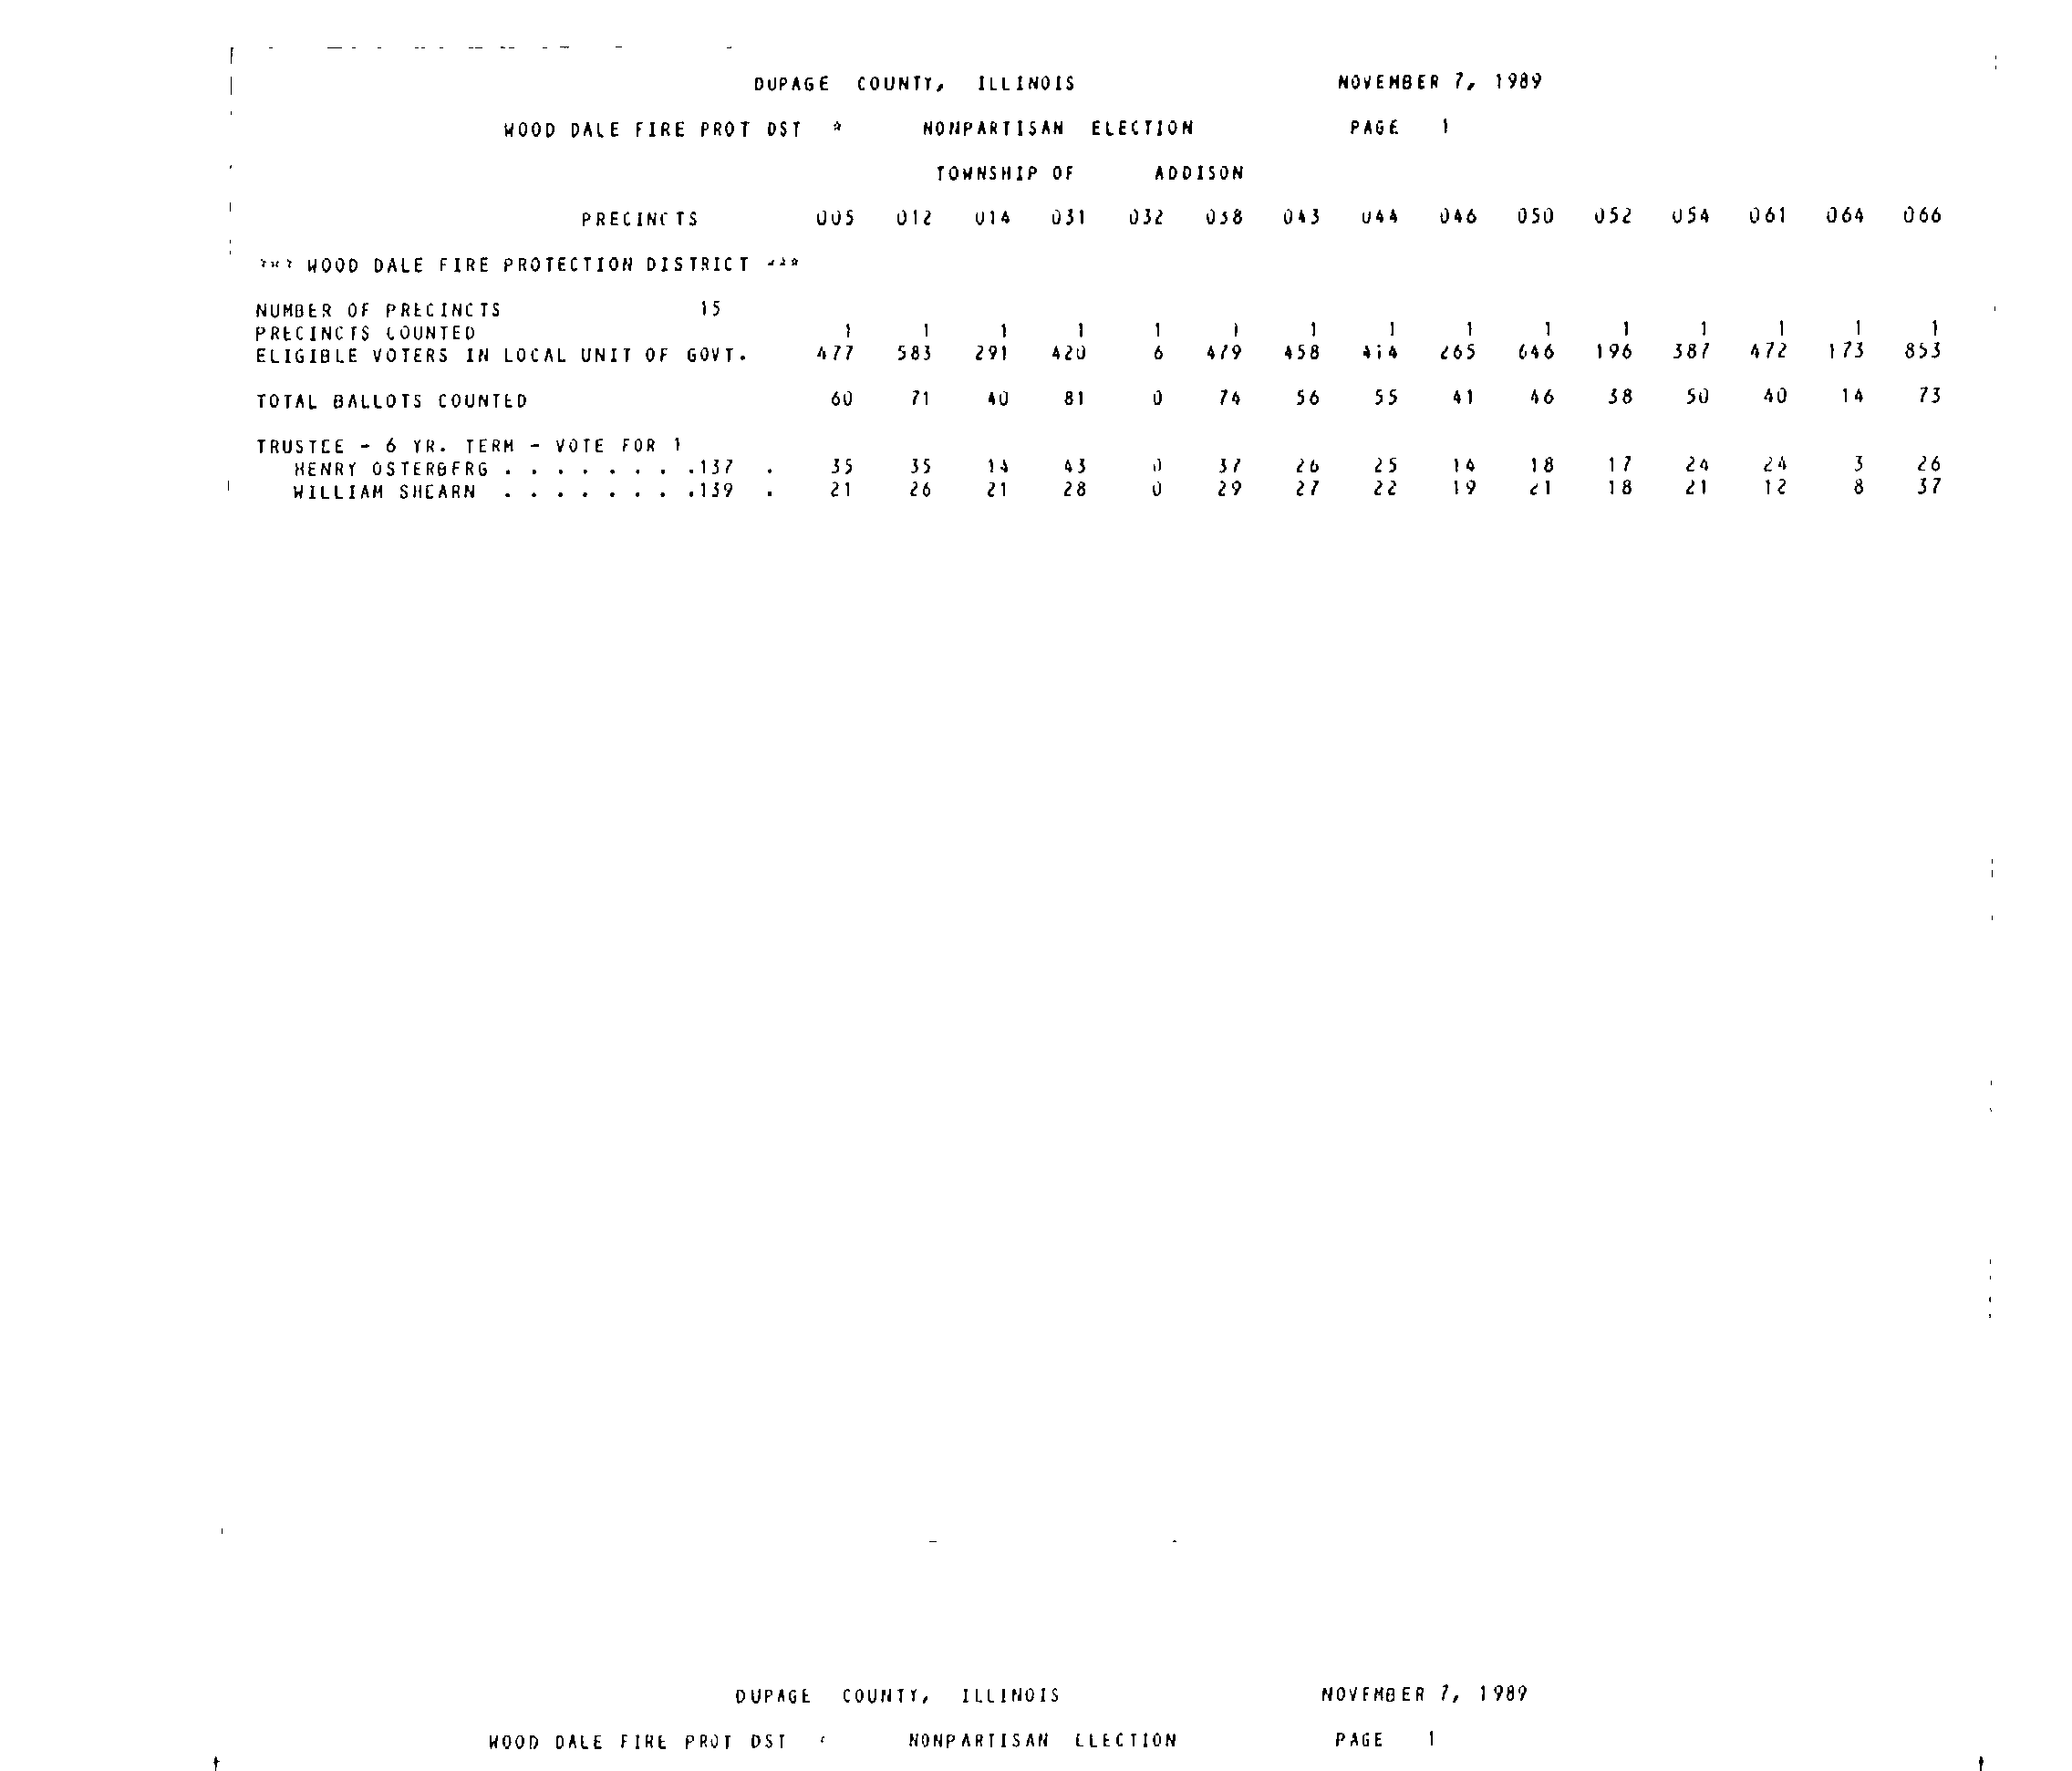 DUPAGE COUNTY, ILLINOIS NOVEMBER 7, 1989
WOOD DALE FIRE PROT DST * NONPARTISAN ELECTION PAGE 1
TOWNSHIP OF ADDISON
PRECINCTS 005 012 014 031 032 038 043 044 046 050 052 054 061 064 066
*** WOOD DALE FIRE PROTECTION DISTRICT ***
NUMBER OF PRECINCTS 15
PRECINCTS COUNTED 1 1 1 1 1 1 1 1 1 1 1 1 1 1 1
ELIGIBLE VOTERS IN LOCAL UNIT OF GOVT. 477 583 291 420 6 479 458 414 265 646 196 387 472 173 853
TOTAL BALLOTS COUNTED 60 71 40 81 0 74 56 55 41 46 38 50 40 14 73
TRUSTEE - 6 YR. TERM - VOTE FOR 1
HENRY OSTERBERG . . . . . . . .137 . 35 35 14 43 0 37 26 25 14 18 17 24 24 3 26
WILLIAM SHEARN . . . . . . . .139 . 21 26 21 28 0 29 27 22 19 21 18 21 12 8 37
DUPAGE COUNTY, ILLINOIS NOVEMBER 7, 1989
WOOD DALE FIRE PROT DST * NONPARTISAN ELECTION PAGE 1